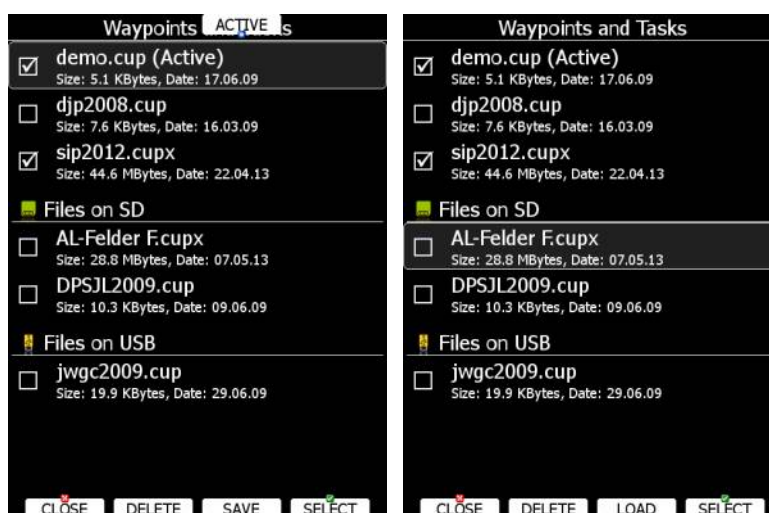 Waypoints and Tasks
ACTIVE
demo.cup (Active)
Size: 5.1 KBytes, Date: 17.06.09
djp2008.cup
Size: 7.6 KBytes, Date: 16.03.09
sip2012.cupx
Size: 44.6 MBytes, Date: 22.04.13
Files on SD
AL-Felder F.cupx
Size: 28.8 MBytes, Date: 07.05.13
DPSJL2009.cup
Size: 10.3 KBytes, Date: 09.06.09
Files on USB
jwgc2009.cup
Size: 19.9 KBytes, Date: 29.06.09
CLOSE DELETE SAVE SELECT
Waypoints and Tasks
demo.cup (Active)
Size: 5.1 KBytes, Date: 17.06.09
djp2008.cup
Size: 7.6 KBytes, Date: 16.03.09
sip2012.cupx
Size: 44.6 MBytes, Date: 22.04.13
Files on SD
AL-Felder F.cupx
Size: 28.8 MBytes, Date: 07.05.13
DPSJL2009.cup
Size: 10.3 KBytes, Date: 09.06.09
Files on USB
jwgc2009.cup
Size: 19.9 KBytes, Date: 29.06.09
CLOSE DELETE LOAD SELECT